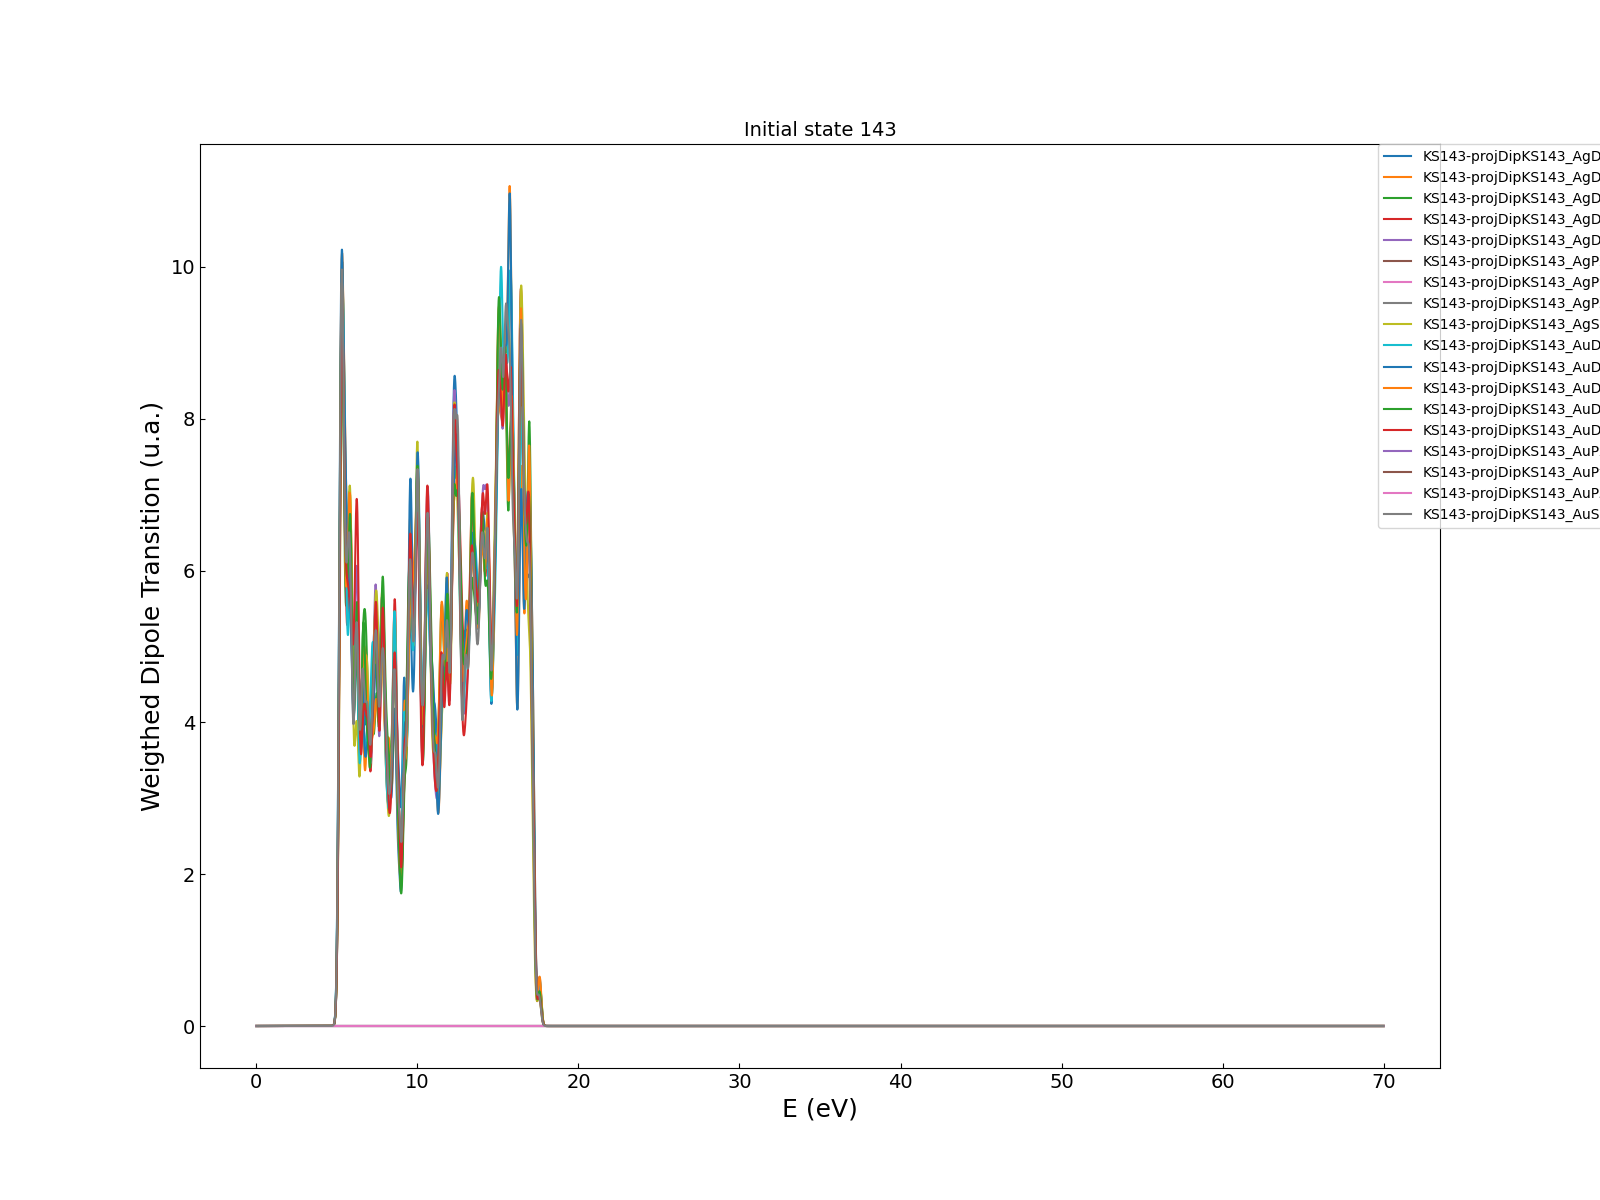 Initial state 143
KS143-projDipKS143_AgD
KS143-projDipKS143_AgD
KS143-projDipKS143_AgD
KS143-projDipKS143_AgD
KS143-projDipKS143_AgD
KS143-projDipKS143_AgP
KS143-projDipKS143_AgP
KS143-projDipKS143_AgP
KS143-projDipKS143_AgS
KS143-projDipKS143_AuD
KS143-projDipKS143_AuD
KS143-projDipKS143_AuD
KS143-projDipKS143_AuD
KS143-projDipKS143_AuD
KS143-projDipKS143_AuP
KS143-projDipKS143_AuP
KS143-projDipKS143_AuP
KS143-projDipKS143_AuS
Weigthed Dipole Transition (u.a.)
10
8
6
4
2
0
0 10 20 30 40 50 60 70
E (eV)